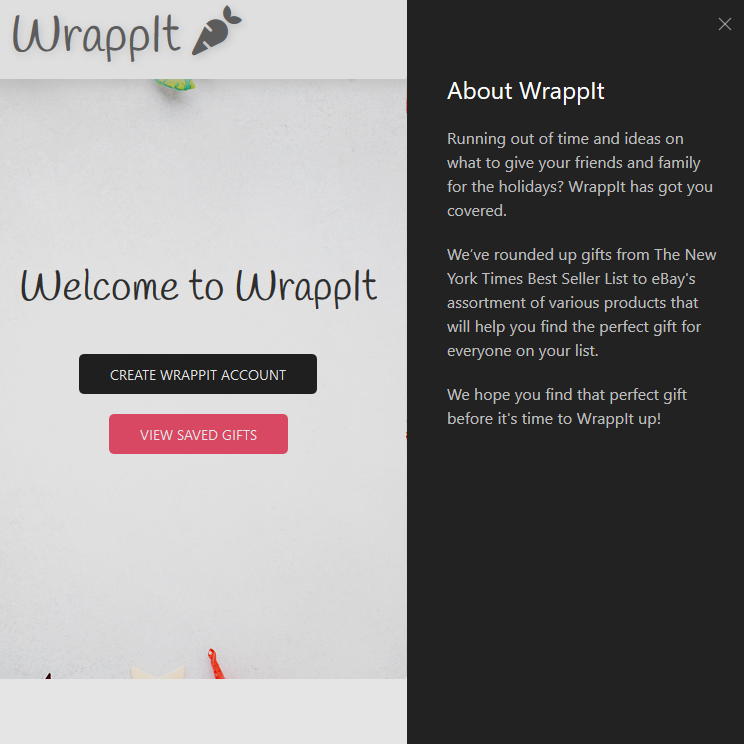 WrappIt
Welcome to WrappIt
CREATE WRAPPIT ACCOUNT
VIEW SAVED GIFTS
About WrappIt
Running out of time and ideas on
what to give your friends and family
for the holidays? WrappIt has got you
covered.
We’ve rounded up gifts from The New
York Times Best Seller List to eBay's
assortment of various products that
will help you find the perfect gift for
everyone on your list.
We hope you find that perfect gift
before it's time to WrappIt up!